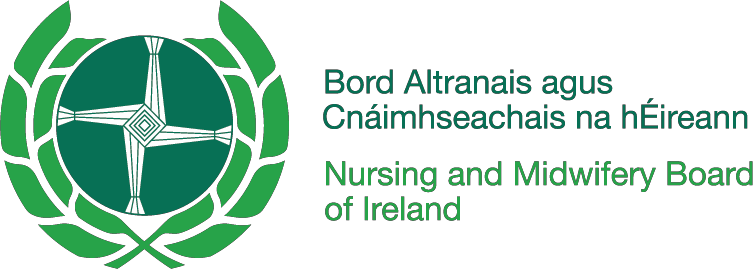 Bord Altranais agus
Cnáimhseachais na hÉireann
Nursing and Midwifery Board
of Ireland